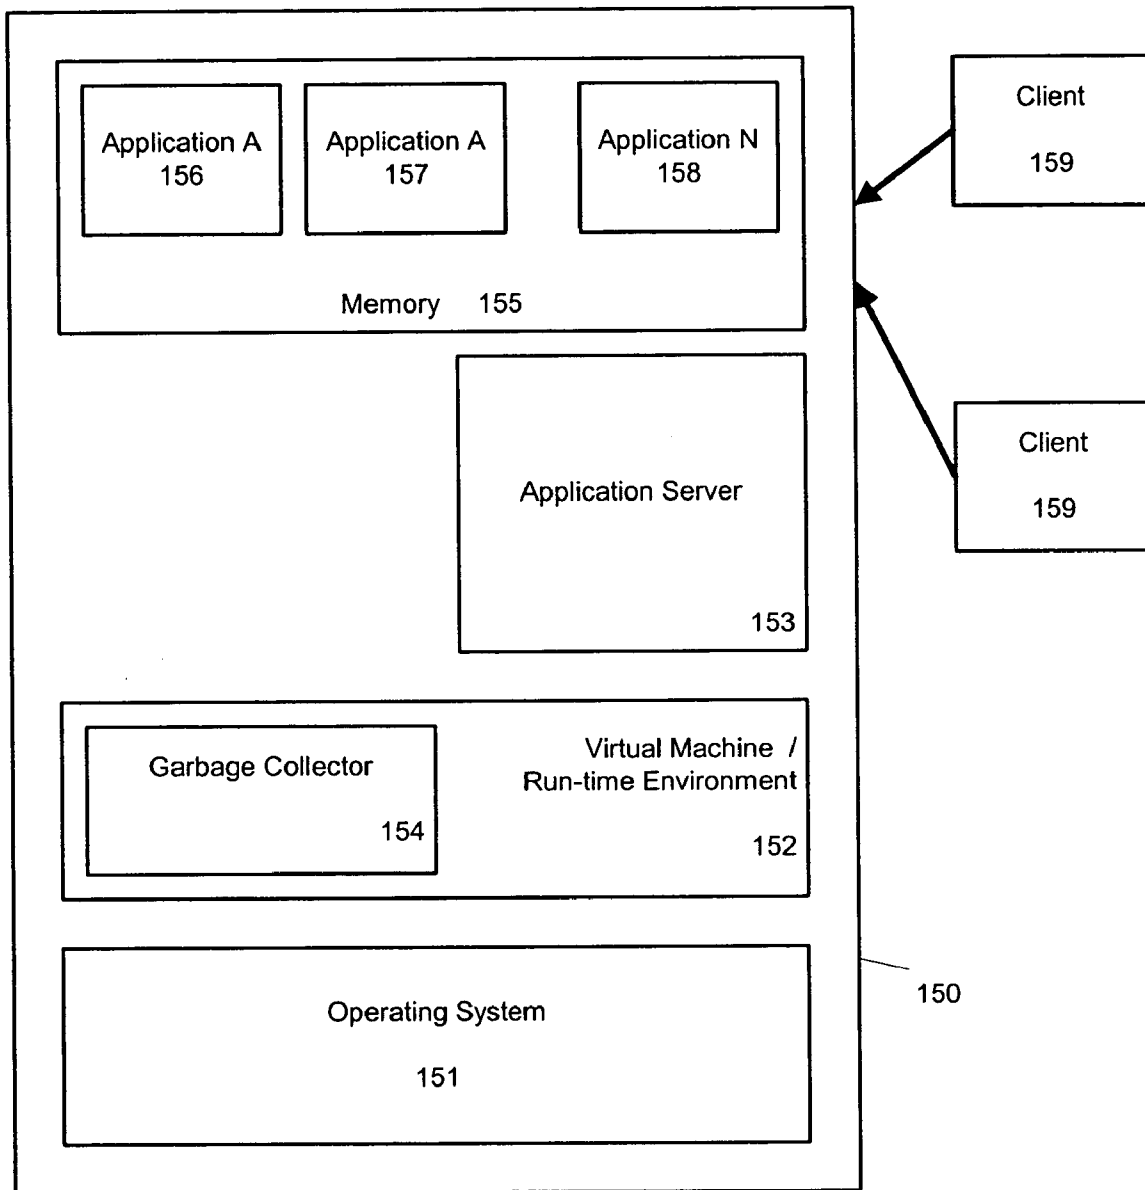 Application A
156
Application A
157
Application N
158
Memory 155
Client
159
Application Server
153
Client
159
Garbage Collector
154
Virtual Machine /
Run-time Environment
152
Operating System
151
150